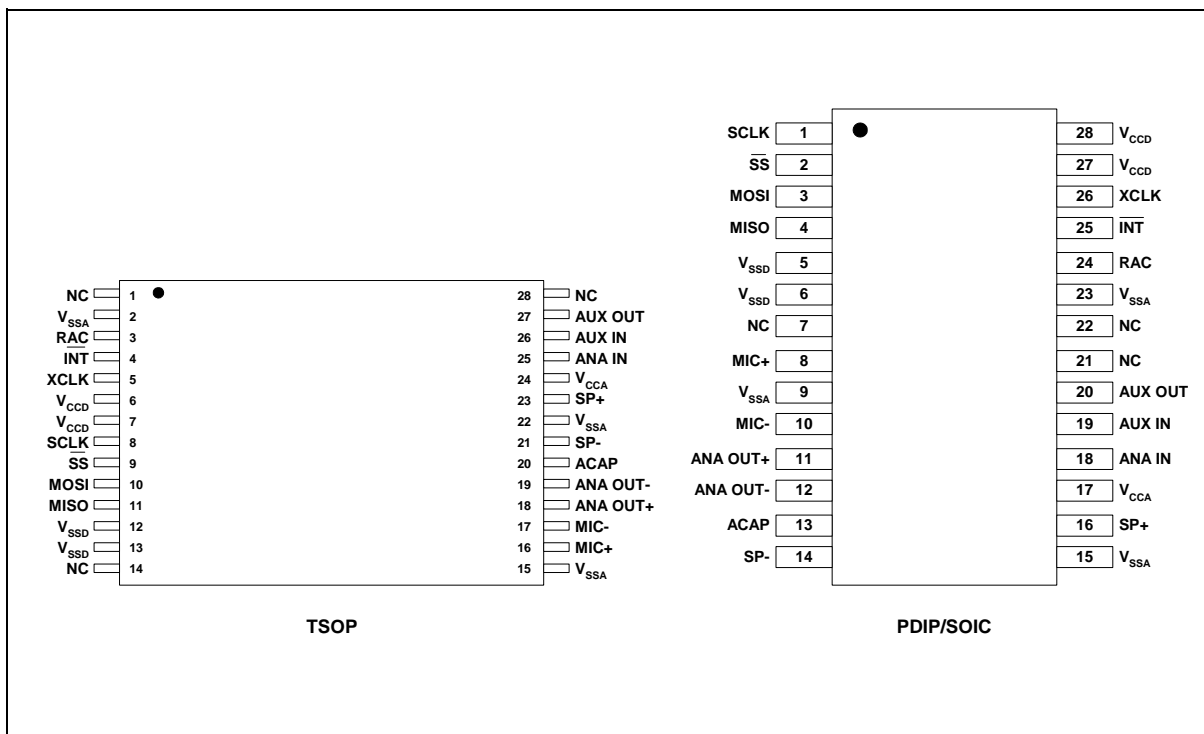 NC 1 28 NC
V_SSA 2 27 AUX OUT
RAC 3 26 AUX IN
I̅N̅T̅ 4 25 ANA IN
XCLK 5 24 V_CCA
V_CCD 6 23 SP+
V_CCD 7 22 V_SSA
SCLK 8 21 SP-
S̅S̅ 9 20 ACAP
MOSI 10 19 ANA OUT-
MISO 11 18 ANA OUT+
V_SSD 12 17 MIC-
V_SSD 13 16 MIC+
NC 14 15 V_SSA
TSOP
SCLK 1 28 V_CCD
S̅S̅ 2 27 V_CCD
MOSI 3 26 XCLK
MISO 4 25 I̅N̅T̅
V_SSD 5 24 RAC
V_SSD 6 23 V_SSA
NC 7 22 NC
MIC+ 8 21 NC
V_SSA 9 20 AUX OUT
MIC- 10 19 AUX IN
ANA OUT+ 11 18 ANA IN
ANA OUT- 12 17 V_CCA
ACAP 13 16 SP+
SP- 14 15 V_SSA
PDIP/SOIC